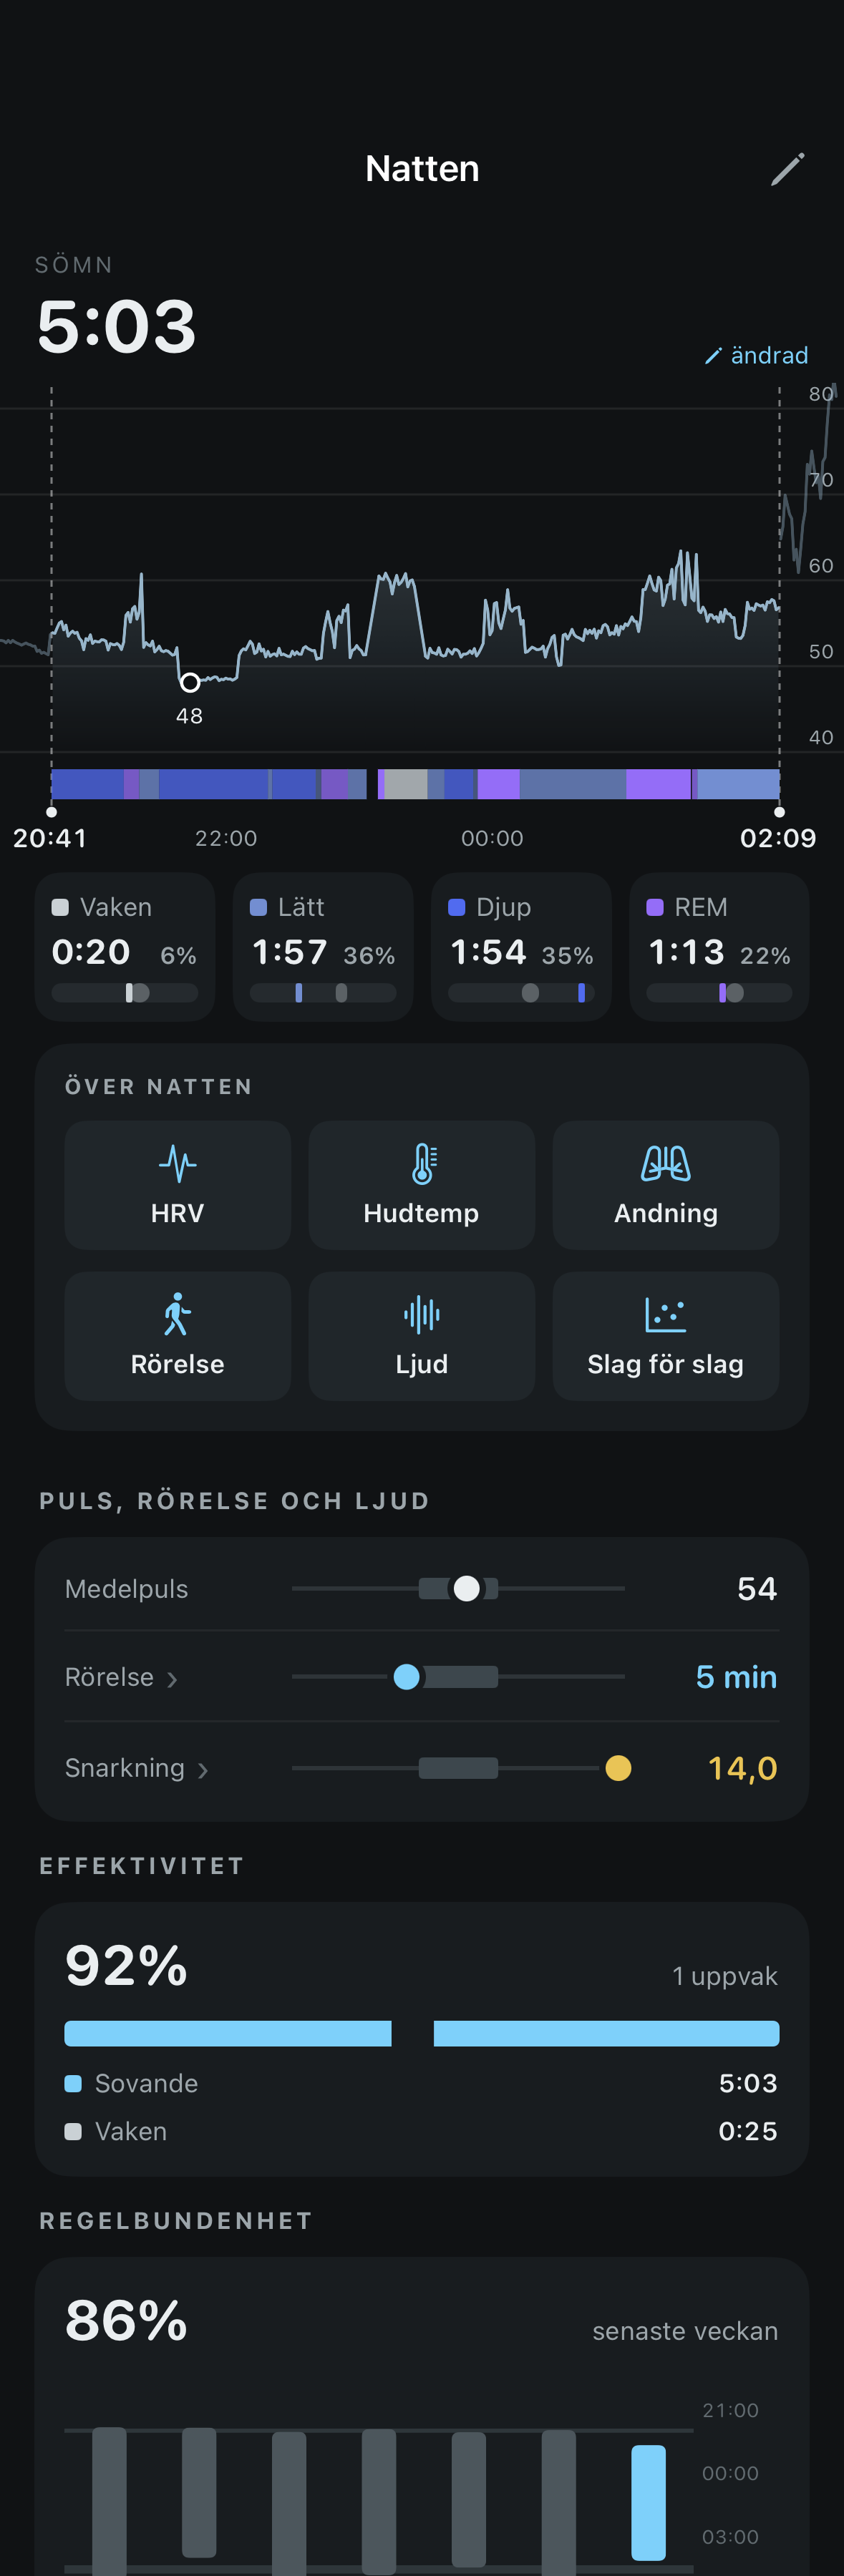 Natten
SÖMN
5:03
ändrad
80
70
60
50
48
40
20:41 22:00 00:00 02:09
Vaken Lätt Djup REM
0:20 6% 1:57 36% 1:54 35% 1:13 22%
ÖVER NATTEN
HRV Hudtemp Andning
Rörelse Ljud Slag för slag
PULS, RÖRELSE OCH LJUD
Medelpuls 54
Rörelse › 5 min
Snarkning › 14,0
EFFEKTIVITET
92% 1 uppvak
Sovande 5:03
Vaken 0:25
REGELBUNDENHET
86% senaste veckan
21:00
00:00
03:00